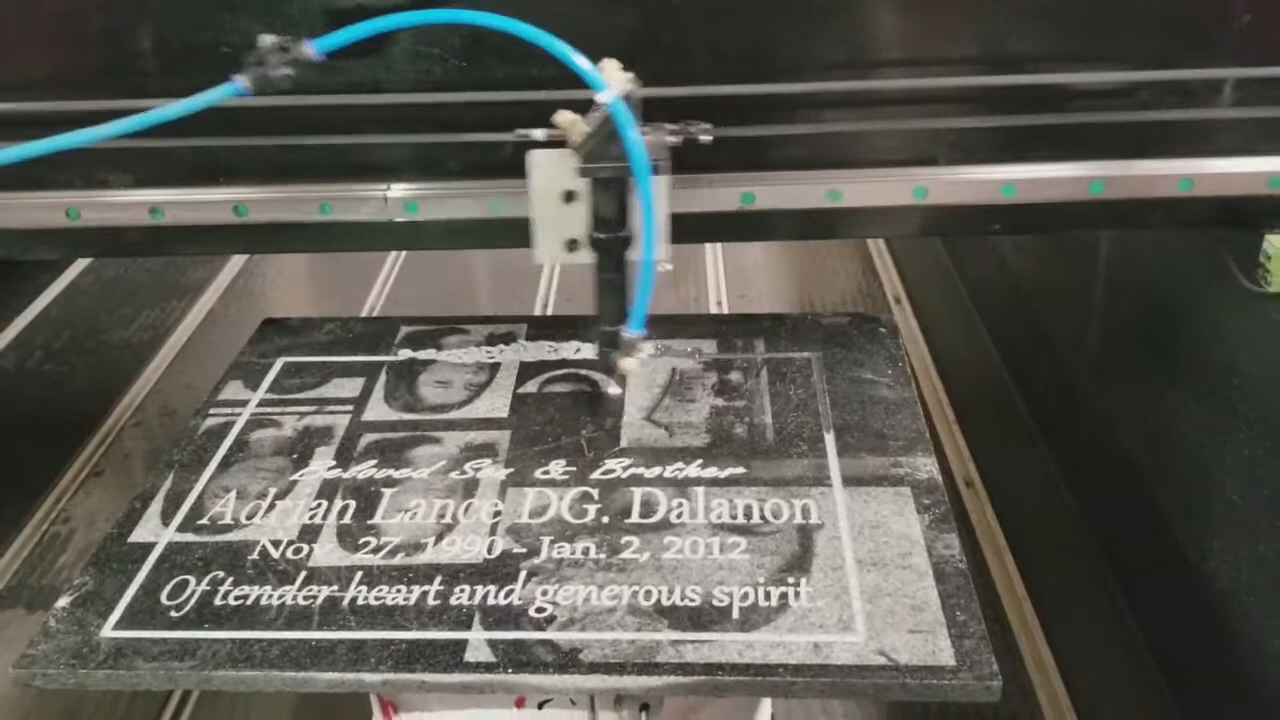 Beloved Son & Brother
Adrian Lance DG. Dalanon
Nov. 27, 1990 - Jan. 2, 2012
Of tender heart and generous spirit.